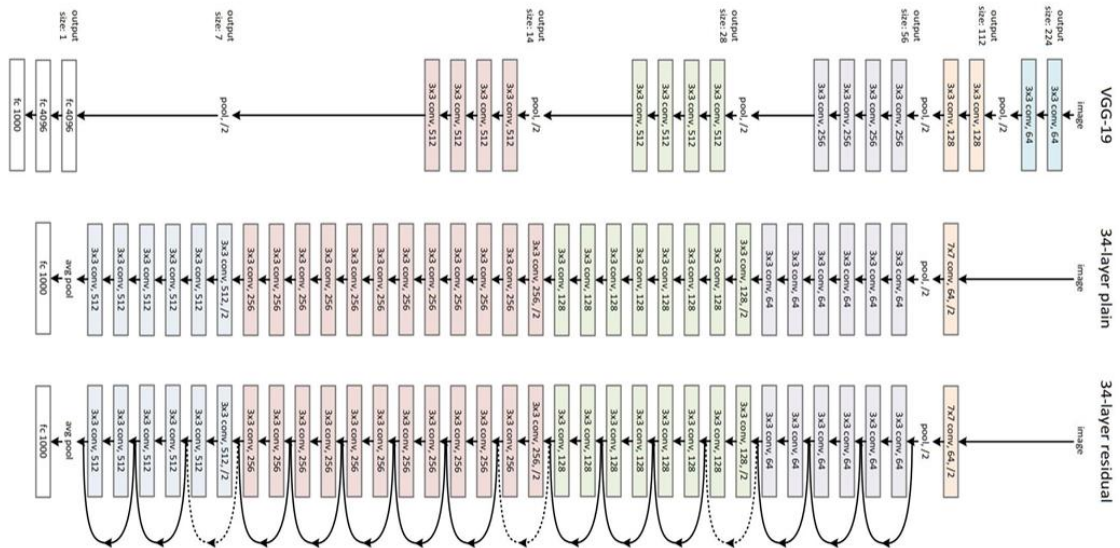 output
size: 224
output
size: 112
output
size: 56
output
size: 28
output
size: 14
output
size: 7
output
size: 1
VGG-19
image
3x3 conv, 64
3x3 conv, 64
pool, /2
3x3 conv, 128
3x3 conv, 128
pool, /2
3x3 conv, 256
3x3 conv, 256
3x3 conv, 256
3x3 conv, 256
pool, /2
3x3 conv, 512
3x3 conv, 512
3x3 conv, 512
3x3 conv, 512
pool, /2
3x3 conv, 512
3x3 conv, 512
3x3 conv, 512
3x3 conv, 512
pool, /2
fc 4096
fc 4096
fc 1000
34-layer plain
image
7x7 conv, 64, /2
pool, /2
3x3 conv, 64
3x3 conv, 64
3x3 conv, 64
3x3 conv, 64
3x3 conv, 64
3x3 conv, 64
3x3 conv, 128, /2
3x3 conv, 128
3x3 conv, 128
3x3 conv, 128
3x3 conv, 128
3x3 conv, 128
3x3 conv, 128
3x3 conv, 128
3x3 conv, 256, /2
3x3 conv, 256
3x3 conv, 256
3x3 conv, 256
3x3 conv, 256
3x3 conv, 256
3x3 conv, 256
3x3 conv, 256
3x3 conv, 256
3x3 conv, 256
3x3 conv, 256
3x3 conv, 256
3x3 conv, 512, /2
3x3 conv, 512
3x3 conv, 512
3x3 conv, 512
3x3 conv, 512
3x3 conv, 512
avg pool
fc 1000
34-layer residual
image
7x7 conv, 64, /2
pool, /2
3x3 conv, 64
3x3 conv, 64
3x3 conv, 64
3x3 conv, 64
3x3 conv, 64
3x3 conv, 64
3x3 conv, 128, /2
3x3 conv, 128
3x3 conv, 128
3x3 conv, 128
3x3 conv, 128
3x3 conv, 128
3x3 conv, 128
3x3 conv, 128
3x3 conv, 256, /2
3x3 conv, 256
3x3 conv, 256
3x3 conv, 256
3x3 conv, 256
3x3 conv, 256
3x3 conv, 256
3x3 conv, 256
3x3 conv, 256
3x3 conv, 256
3x3 conv, 256
3x3 conv, 256
3x3 conv, 512, /2
3x3 conv, 512
3x3 conv, 512
3x3 conv, 512
3x3 conv, 512
3x3 conv, 512
avg pool
fc 1000